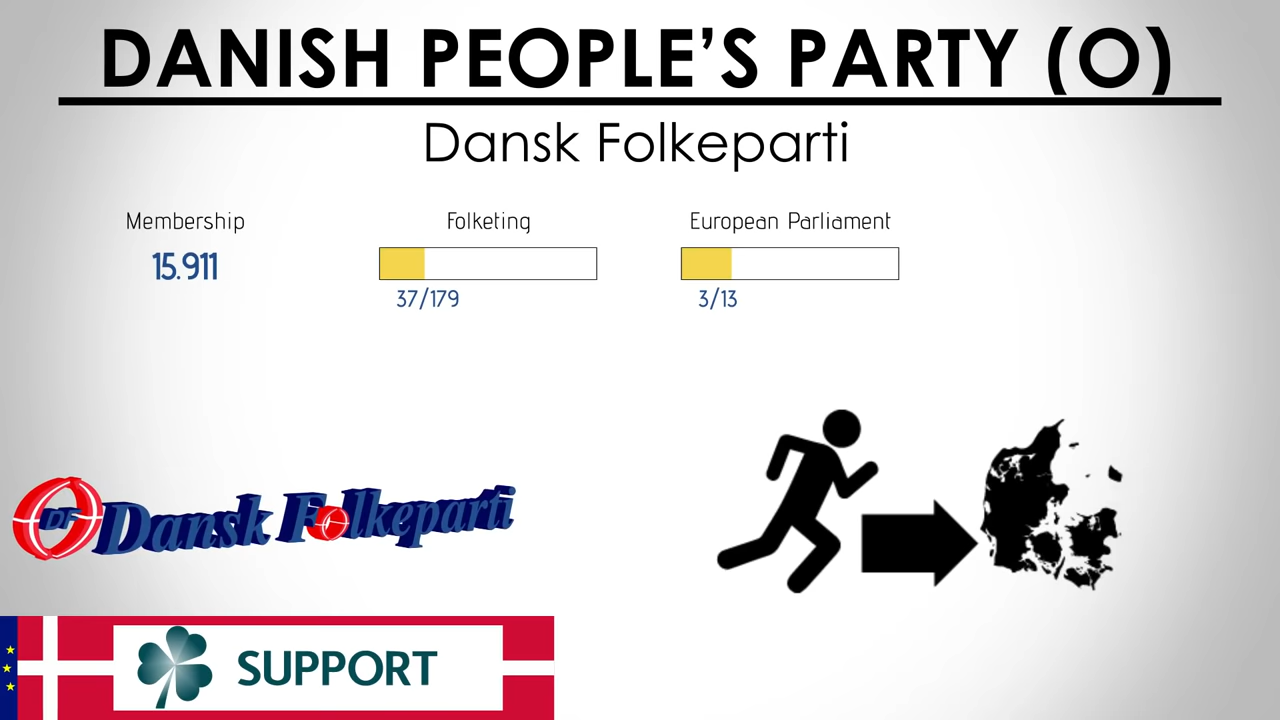 DANISH PEOPLE'S PARTY (O)
Dansk Folkeparti
Membership
Folketing
European Parliament
15.911
37/179
3/13
DF Dansk Folkeparti
SUPPORT